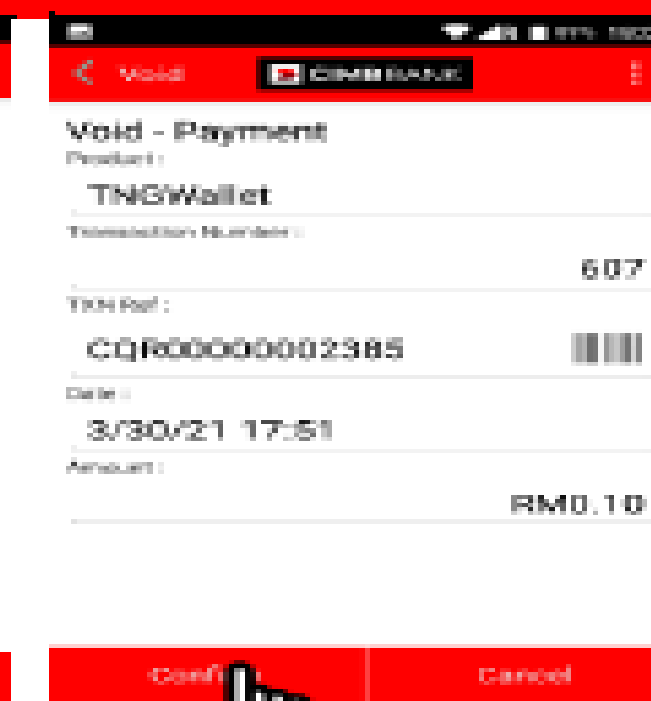 Void
CIMB BANK
Void - Payment
Product :
TNGWallet
Transaction Number :
607
TXN Ref :
CQR00000002385
Date :
3/30/21 17:51
Amount :
RM0.10
Cancel